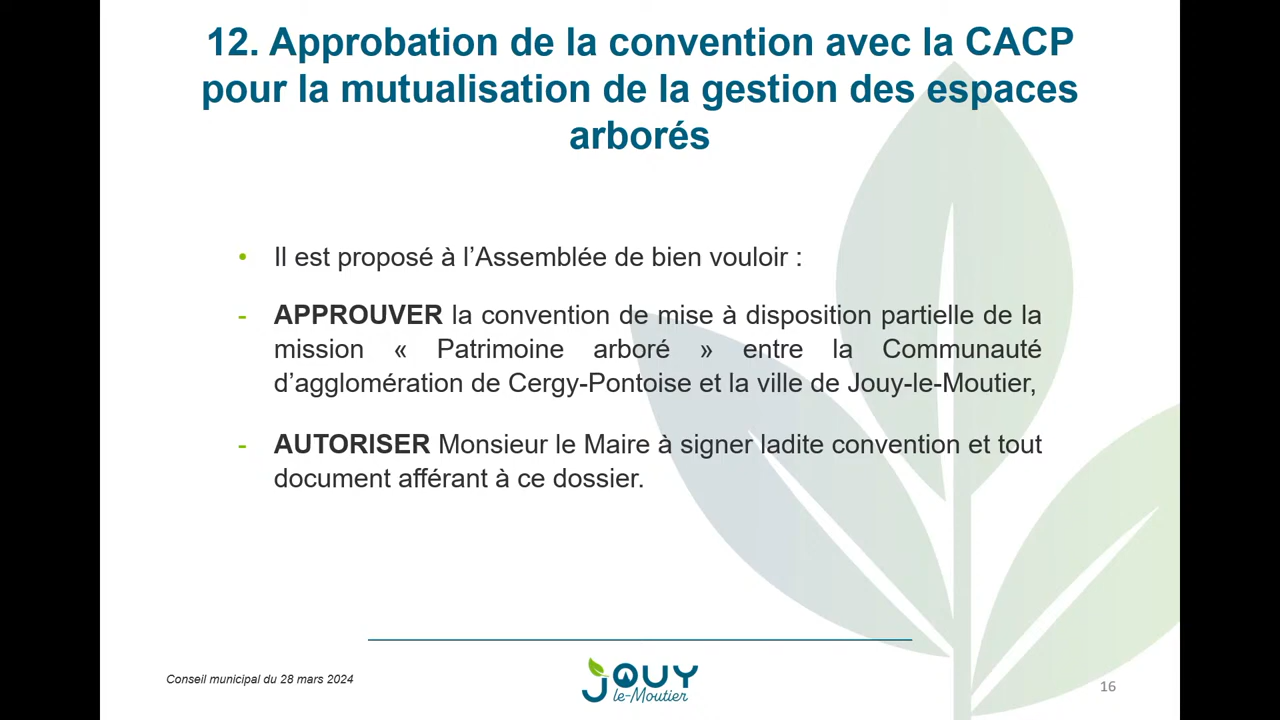 12. Approbation de la convention avec la CACP
pour la mutualisation de la gestion des espaces
arborés
• Il est proposé à l’Assemblée de bien vouloir :
- APPROUVER la convention de mise à disposition partielle de la
mission « Patrimoine arboré » entre la Communauté
d’agglomération de Cergy-Pontoise et la ville de Jouy-le-Moutier,
- AUTORISER Monsieur le Maire à signer ladite convention et tout
document afférant à ce dossier.
Conseil municipal du 28 mars 2024
JOUY
le-Moutier
16